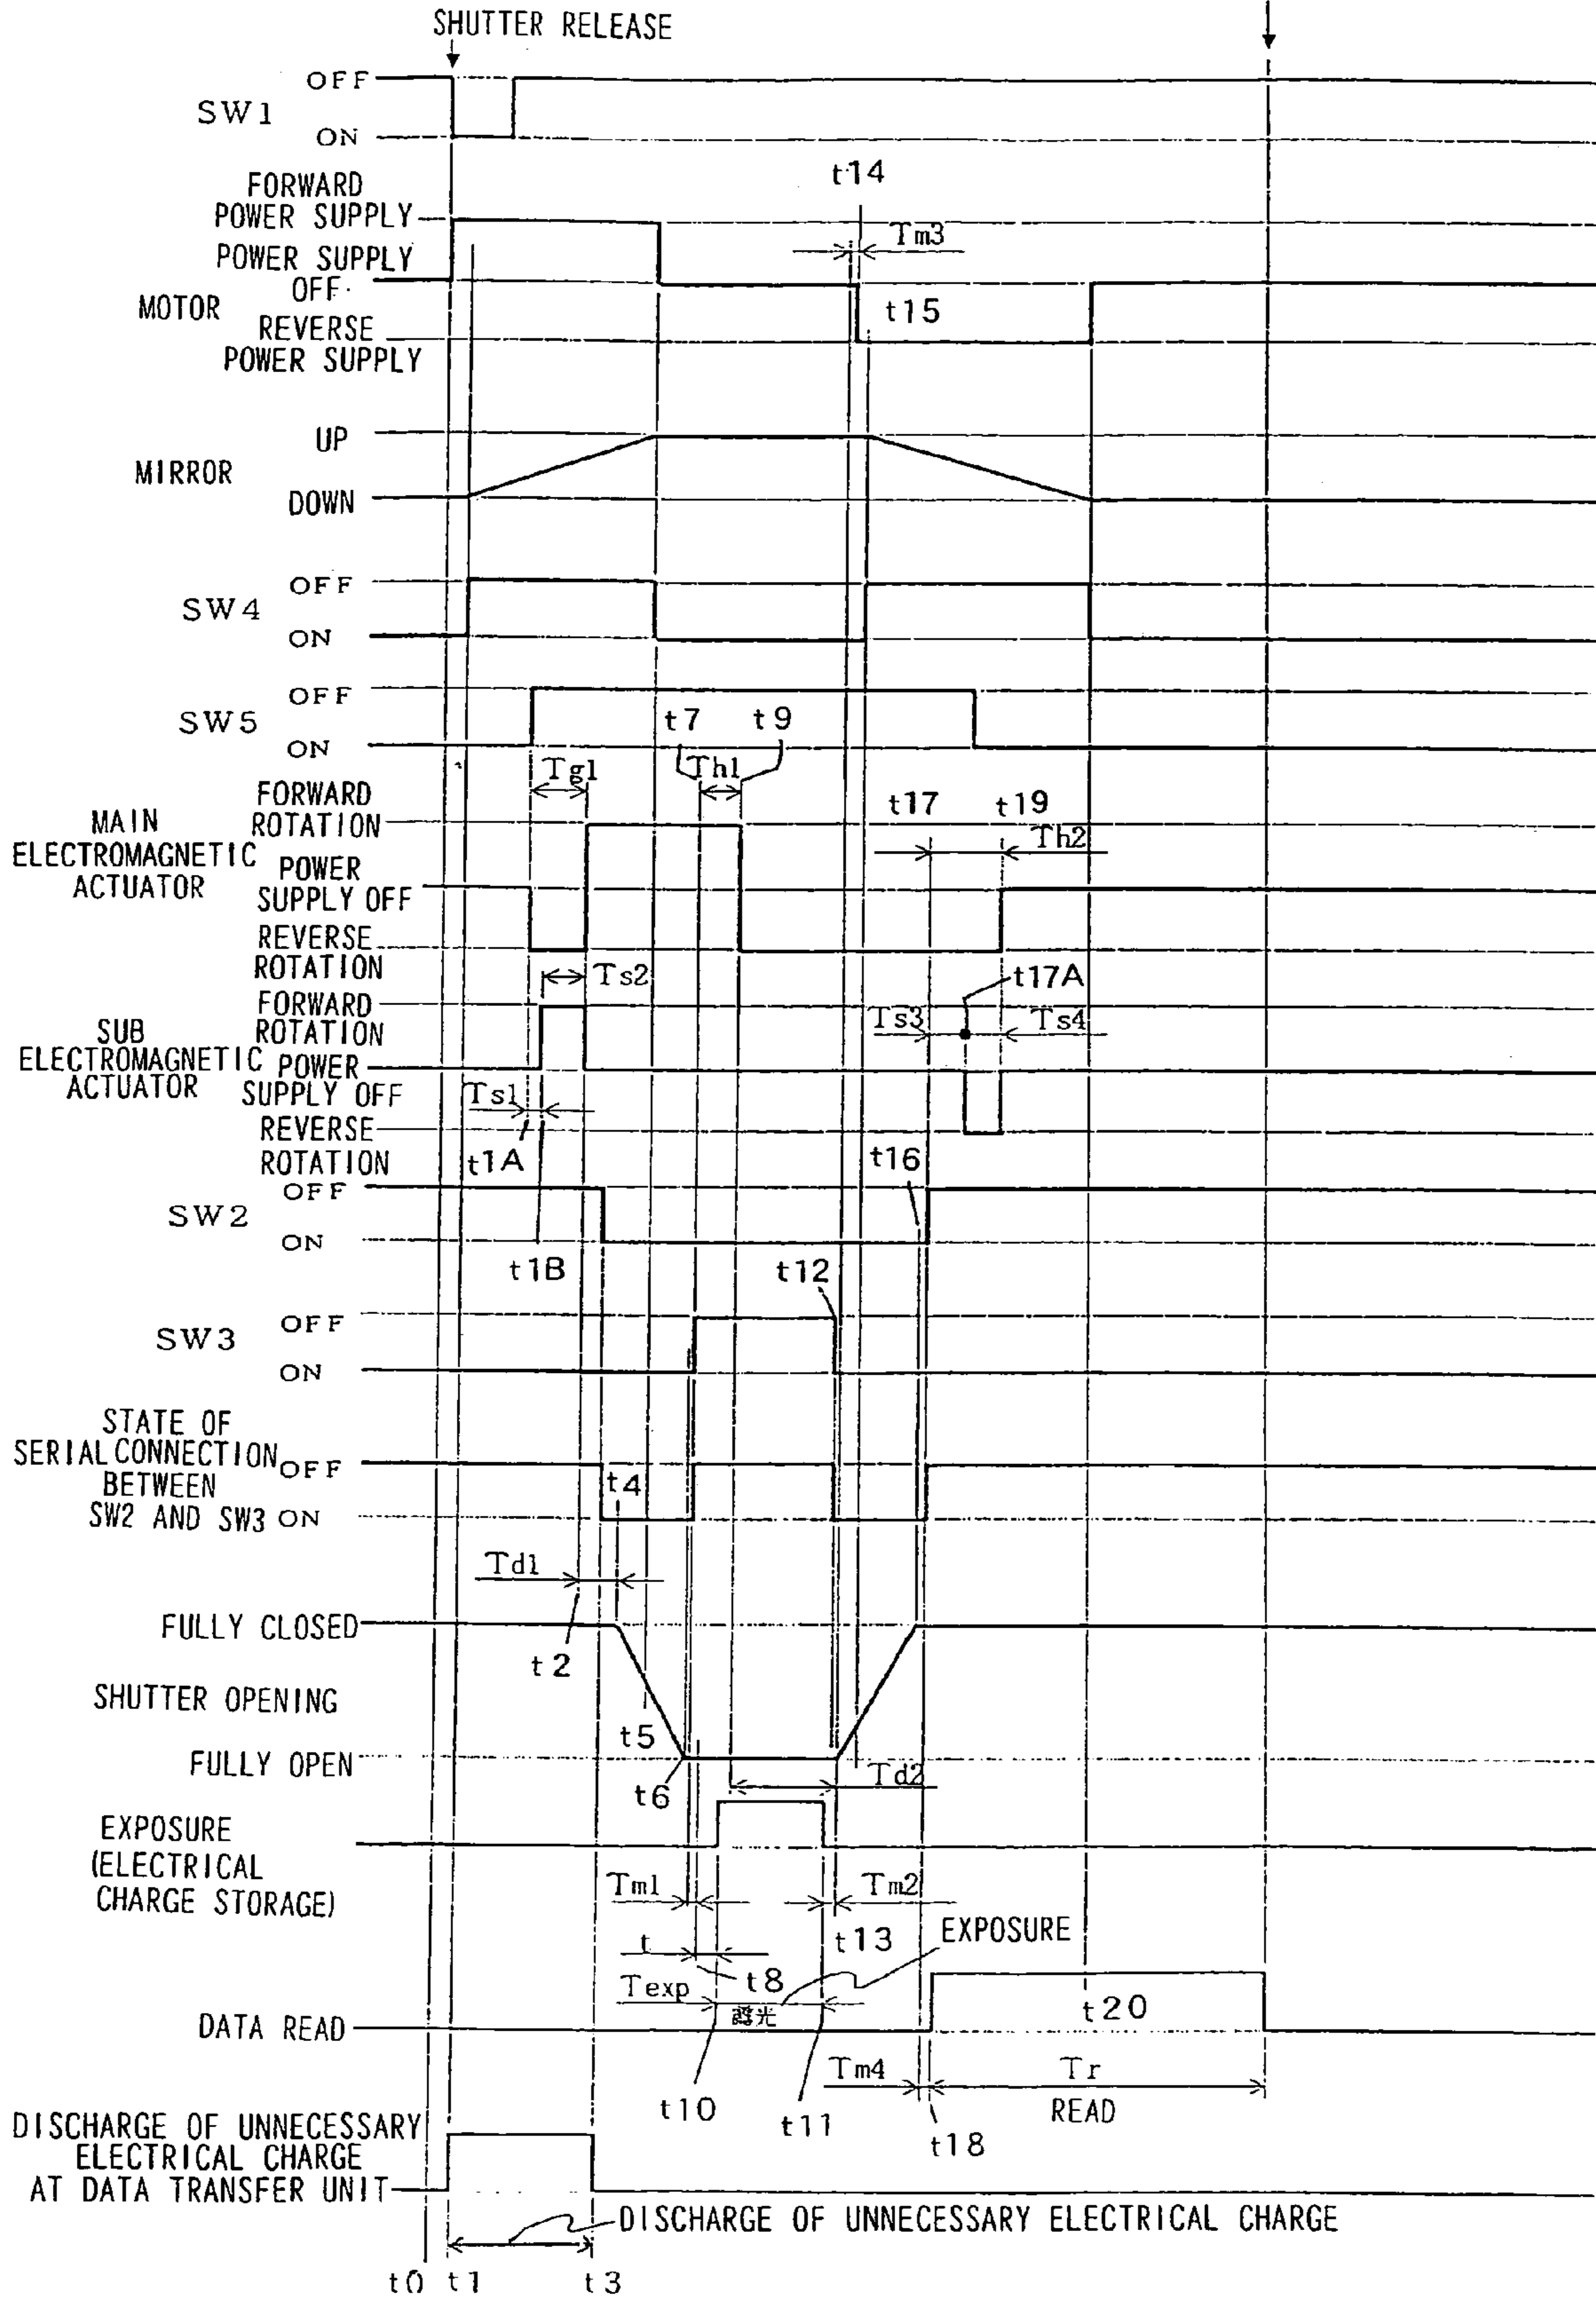 SHUTTER RELEASE
OFF
SW1
ON
t14
FORWARD
POWER SUPPLY
Tm3
POWER SUPPLY
OFF
MOTOR
t15
REVERSE
POWER SUPPLY
UP
MIRROR
DOWN
OFF
SW4
ON
OFF
SW5
t7
t9
ON
Tg1
Th1
FORWARD
ROTATION
t17
t19
MAIN
ELECTROMAGNETIC
ACTUATOR
Th2
POWER
SUPPLY OFF
REVERSE
ROTATION
Ts2
t17A
FORWARD
ROTATION
Ts3
Ts4
SUB
ELECTROMAGNETIC
ACTUATOR
POWER
SUPPLY OFF
Ts1
REVERSE
ROTATION
t1A
t16
OFF
SW2
ON
t1B
t12
OFF
SW3
ON
STATE OF
SERIAL CONNECTION
BETWEEN
SW2 AND SW3
OFF
t4
ON
Td1
FULLY CLOSED
t2
SHUTTER OPENING
t5
FULLY OPEN
t6
Td2
EXPOSURE
(ELECTRICAL
CHARGE STORAGE)
Tm1
Tm2
t13
EXPOSURE
t
t8
Texp
露光
t20
DATA READ
Tm4
Tr
t10
t11
READ
t18
DISCHARGE OF UNNECESSARY
ELECTRICAL CHARGE
AT DATA TRANSFER UNIT
DISCHARGE OF UNNECESSARY ELECTRICAL CHARGE
t0 t1
t3